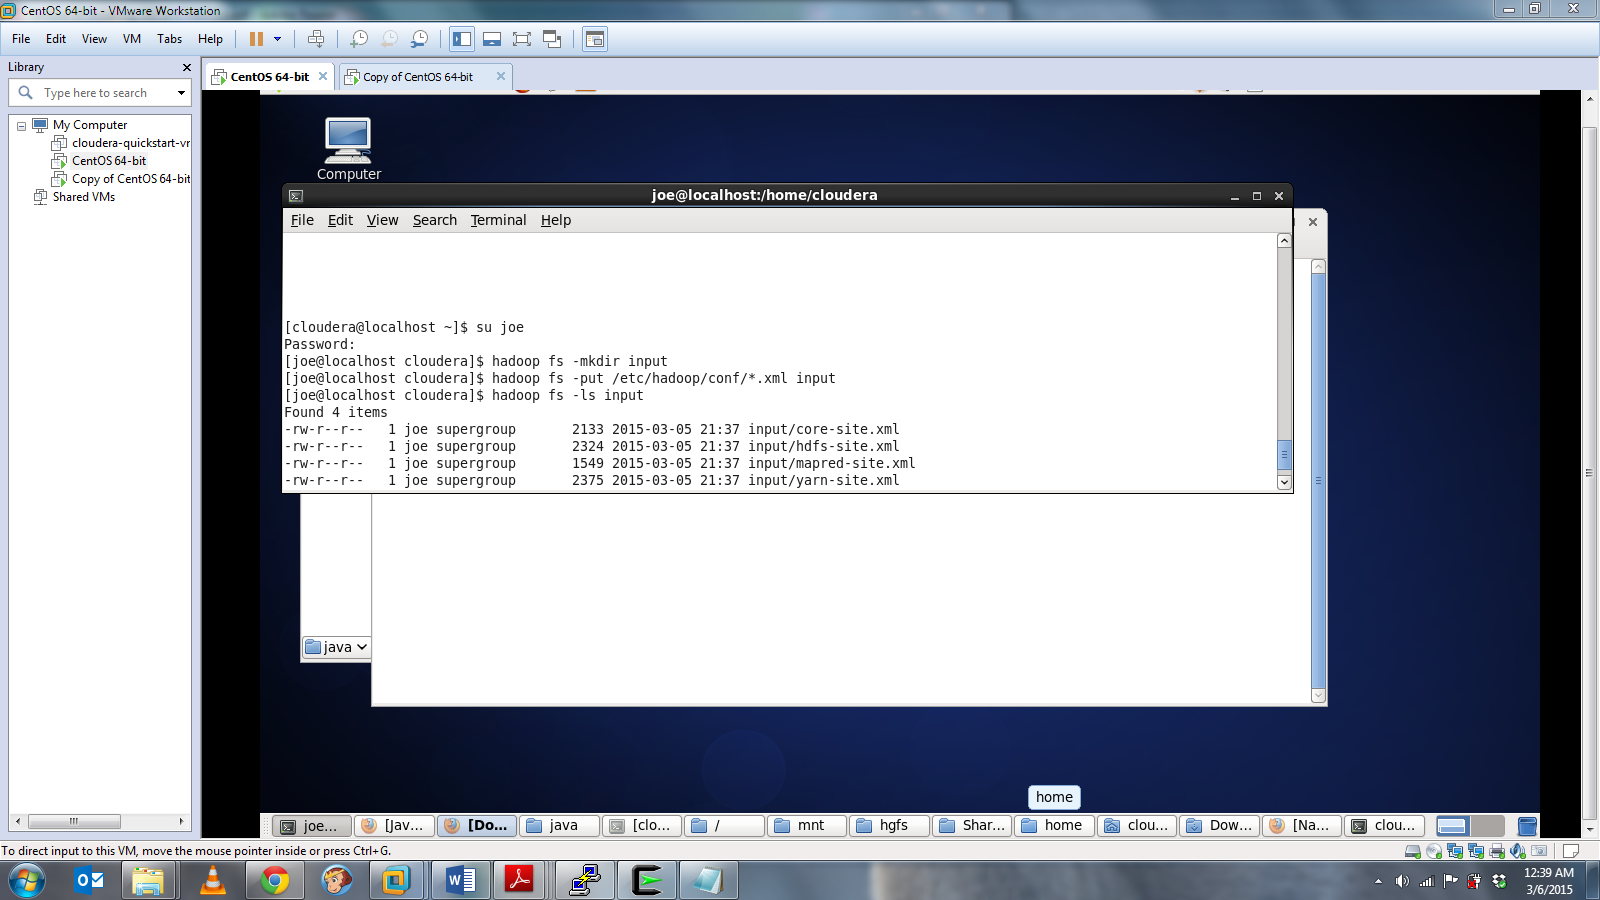 CentOS 64-bit - VMware Workstation
File Edit View VM Tabs Help
Library
Type here to search
My Computer
cloudera-quickstart-vr
CentOS 64-bit
Copy of CentOS 64-bit
Shared VMs
CentOS 64-bit
Copy of CentOS 64-bit
Computer
joe@localhost:/home/cloudera
File Edit View Search Terminal Help
[cloudera@localhost ~]$ su joe
Password:
[joe@localhost cloudera]$ hadoop fs -mkdir input
[joe@localhost cloudera]$ hadoop fs -put /etc/hadoop/conf/*.xml input
[joe@localhost cloudera]$ hadoop fs -ls input
Found 4 items
-rw-r--r--   1 joe supergroup       2133 2015-03-05 21:37 input/core-site.xml
-rw-r--r--   1 joe supergroup       2324 2015-03-05 21:37 input/hdfs-site.xml
-rw-r--r--   1 joe supergroup       1549 2015-03-05 21:37 input/mapred-site.xml
-rw-r--r--   1 joe supergroup       2375 2015-03-05 21:37 input/yarn-site.xml
java
home
joe... [Jav... [Do... java [clo... / mnt hgfs Shar... home clou... Dow... [Na... clou...
To direct input to this VM, move the mouse pointer inside or press Ctrl+G.
12:39 AM
3/6/2015